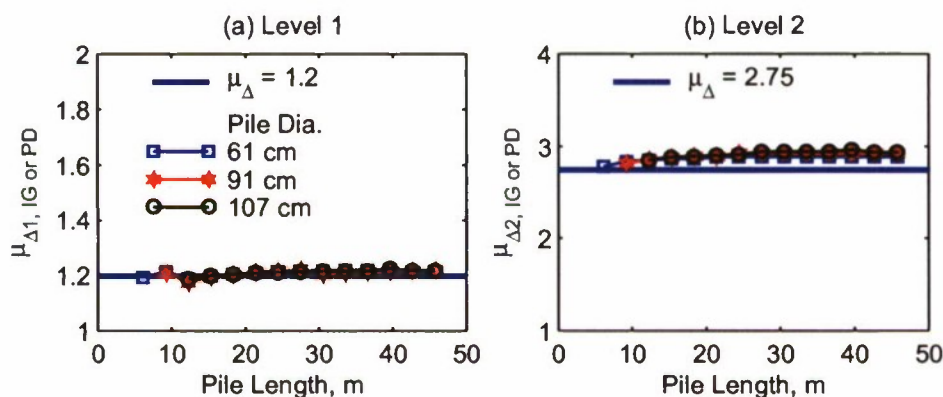 (a) Level 1
2
1.8
1.6
1.4
1.2
1
μΔ1, IG or PD
μΔ = 1.2
Pile Dia.
61 cm
91 cm
107 cm
0 10 20 30 40 50
Pile Length, m
(b) Level 2
4
3
2
1
μΔ2, IG or PD
μΔ = 2.75
0 10 20 30 40 50
Pile Length, m